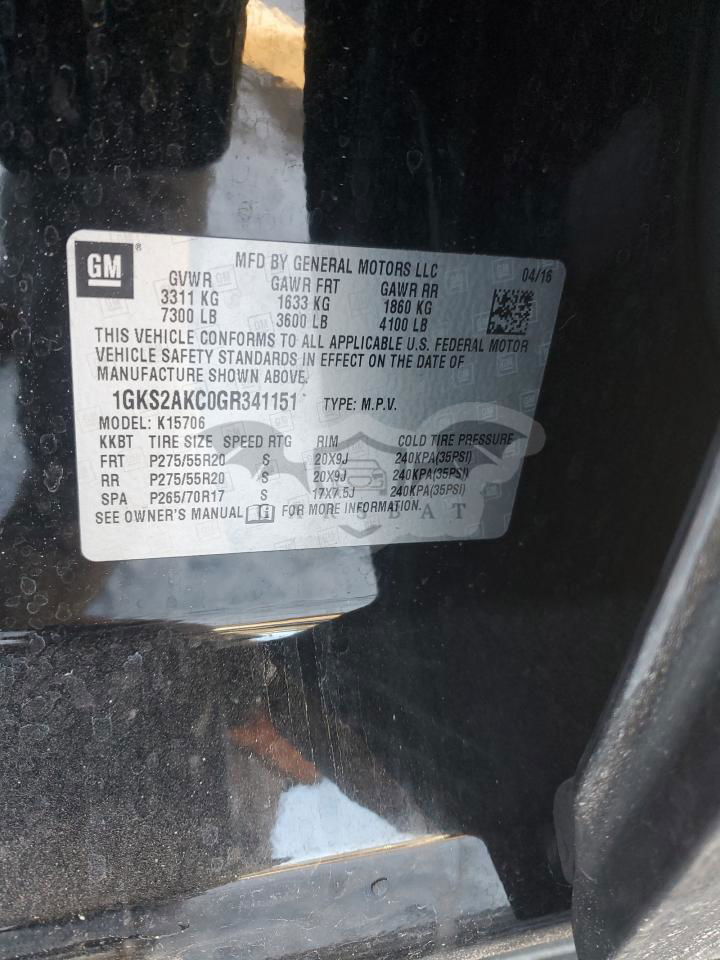 GM ®
MFD BY GENERAL MOTORS LLC 04/16
GVWR GAWR FRT GAWR RR
3311 KG 1633 KG 1860 KG
7300 LB 3600 LB 4100 LB
THIS VEHICLE CONFORMS TO ALL APPLICABLE U.S. FEDERAL MOTOR
VEHICLE SAFETY STANDARDS IN EFFECT ON THE DATE OF
MANUFACTURE SHOWN ABOVE.
1GKS2AKC0GR341151 TYPE: M.P.V.
MODEL: K15706
KKBT TIRE SIZE SPEED RTG RIM COLD TIRE PRESSURE
FRT P275/55R20 S 20X9J 240KPA(35PSI)
RR P275/55R20 S 20X9J 240KPA(35PSI)
SPA P265/70R17 S 17X7.5J 240KPA(35PSI)
SEE OWNER'S MANUAL FOR MORE INFORMATION.